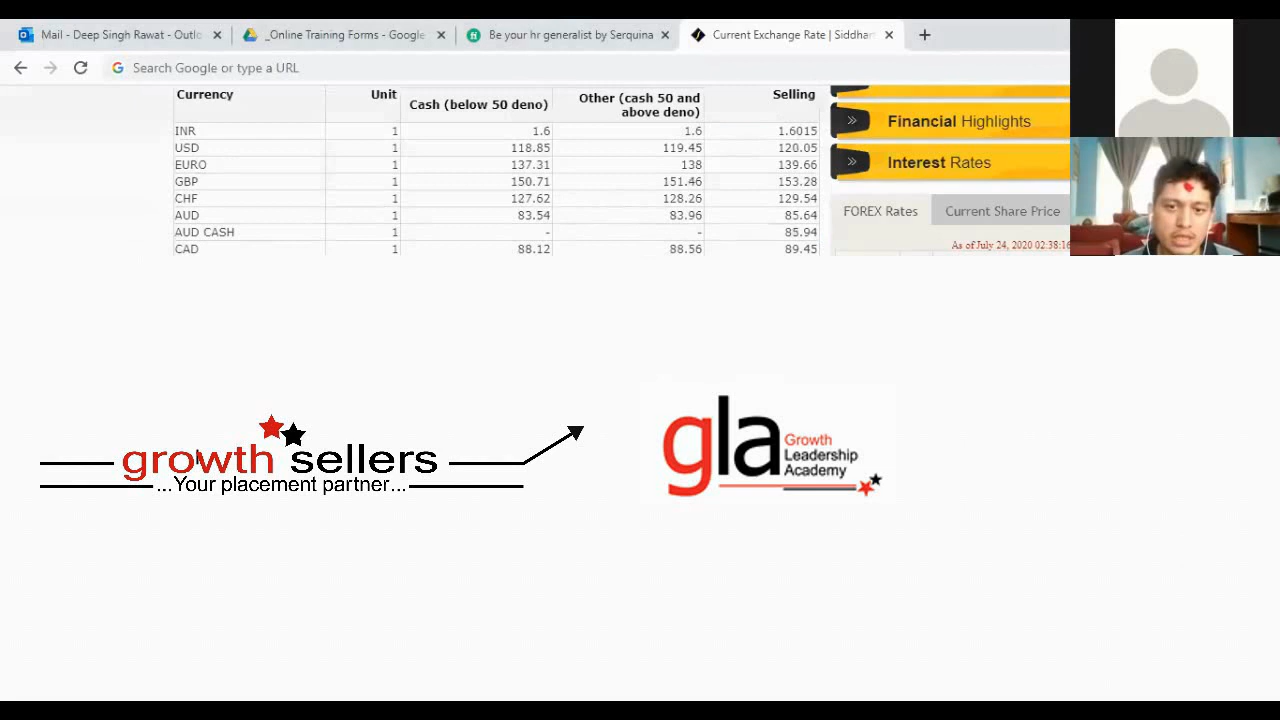 Mail - Deep Singh Rawat - Outlo
_Online Training Forms - Google
Be your hr generalist by Serquina
Current Exchange Rate | Siddhar
Search Google or type a URL
Currency Unit Cash (below 50 deno) Other (cash 50 and above deno) Selling
INR 1 1.6 1.6 1.6015
USD 1 118.85 119.45 120.05
EURO 1 137.31 138 139.66
GBP 1 150.71 151.46 153.28
CHF 1 127.62 128.26 129.54
AUD 1 83.54 83.96 85.64
AUD CASH 1 - - 85.94
CAD 1 88.12 88.56 89.45
Financial Highlights
Interest Rates
FOREX Rates Current Share Price
As of July 24, 2020 02:38:16
growth sellers
...Your placement partner...
gla
Growth
Leadership
Academy